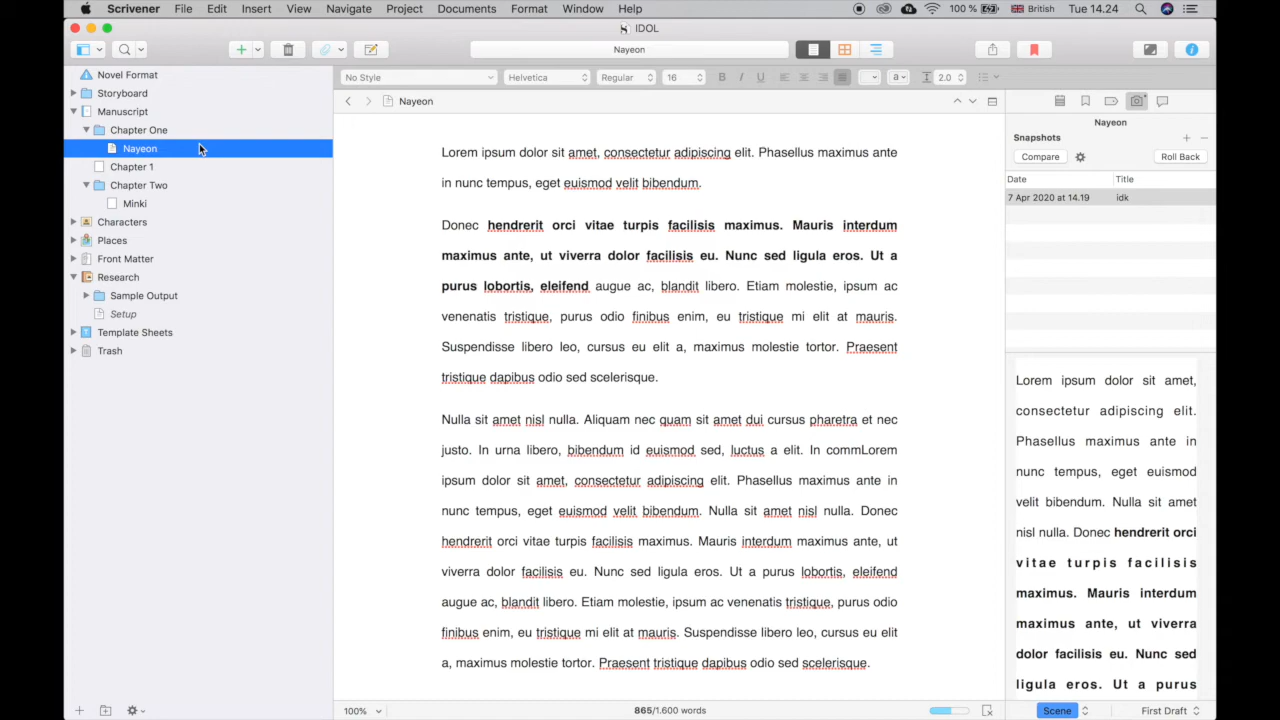 Scrivener File Edit Insert View Navigate Project Documents Format Window Help 100 % British Tue 14.24
IDOL
Nayeon
No Style Helvetica Regular 16 B I U a 2.0
Novel Format
Storyboard
Manuscript
Chapter One
Nayeon
Chapter 1
Chapter Two
Minki
Characters
Places
Front Matter
Research
Sample Output
Setup
Template Sheets
Trash
Nayeon
Lorem ipsum dolor sit amet, consectetur adipiscing elit. Phasellus maximus ante
in nunc tempus, eget euismod velit bibendum.
Donec hendrerit orci vitae turpis facilisis maximus. Mauris interdum
maximus ante, ut viverra dolor facilisis eu. Nunc sed ligula eros. Ut a
purus lobortis, eleifend augue ac, blandit libero. Etiam molestie, ipsum ac
venenatis tristique, purus odio finibus enim, eu tristique mi elit at mauris.
Suspendisse libero leo, cursus eu elit a, maximus molestie tortor. Praesent
tristique dapibus odio sed scelerisque.
Nulla sit amet nisl nulla. Aliquam nec quam sit amet dui cursus pharetra et nec
justo. In urna libero, bibendum id euismod sed, luctus a elit. In commLorem
ipsum dolor sit amet, consectetur adipiscing elit. Phasellus maximus ante in
nunc tempus, eget euismod velit bibendum. Nulla sit amet nisl nulla. Donec
hendrerit orci vitae turpis facilisis maximus. Mauris interdum maximus ante, ut
viverra dolor facilisis eu. Nunc sed ligula eros. Ut a purus lobortis, eleifend
augue ac, blandit libero. Etiam molestie, ipsum ac venenatis tristique, purus odio
finibus enim, eu tristique mi elit at mauris. Suspendisse libero leo, cursus eu elit
a, maximus molestie tortor. Praesent tristique dapibus odio sed scelerisque.
100% 865/1.600 words
Nayeon
Snapshots
Compare Roll Back
Date Title
7 Apr 2020 at 14.19 idk
Lorem ipsum dolor sit amet,
consectetur adipiscing elit.
Phasellus maximus ante in
nunc tempus, eget euismod
velit bibendum. Nulla sit amet
nisl nulla. Donec hendrerit orci
vitae turpis facilisis
maximus. Mauris interdum
maximus ante, ut viverra
dolor facilisis eu. Nunc sed
ligula eros. Ut a purus
Scene First Draft